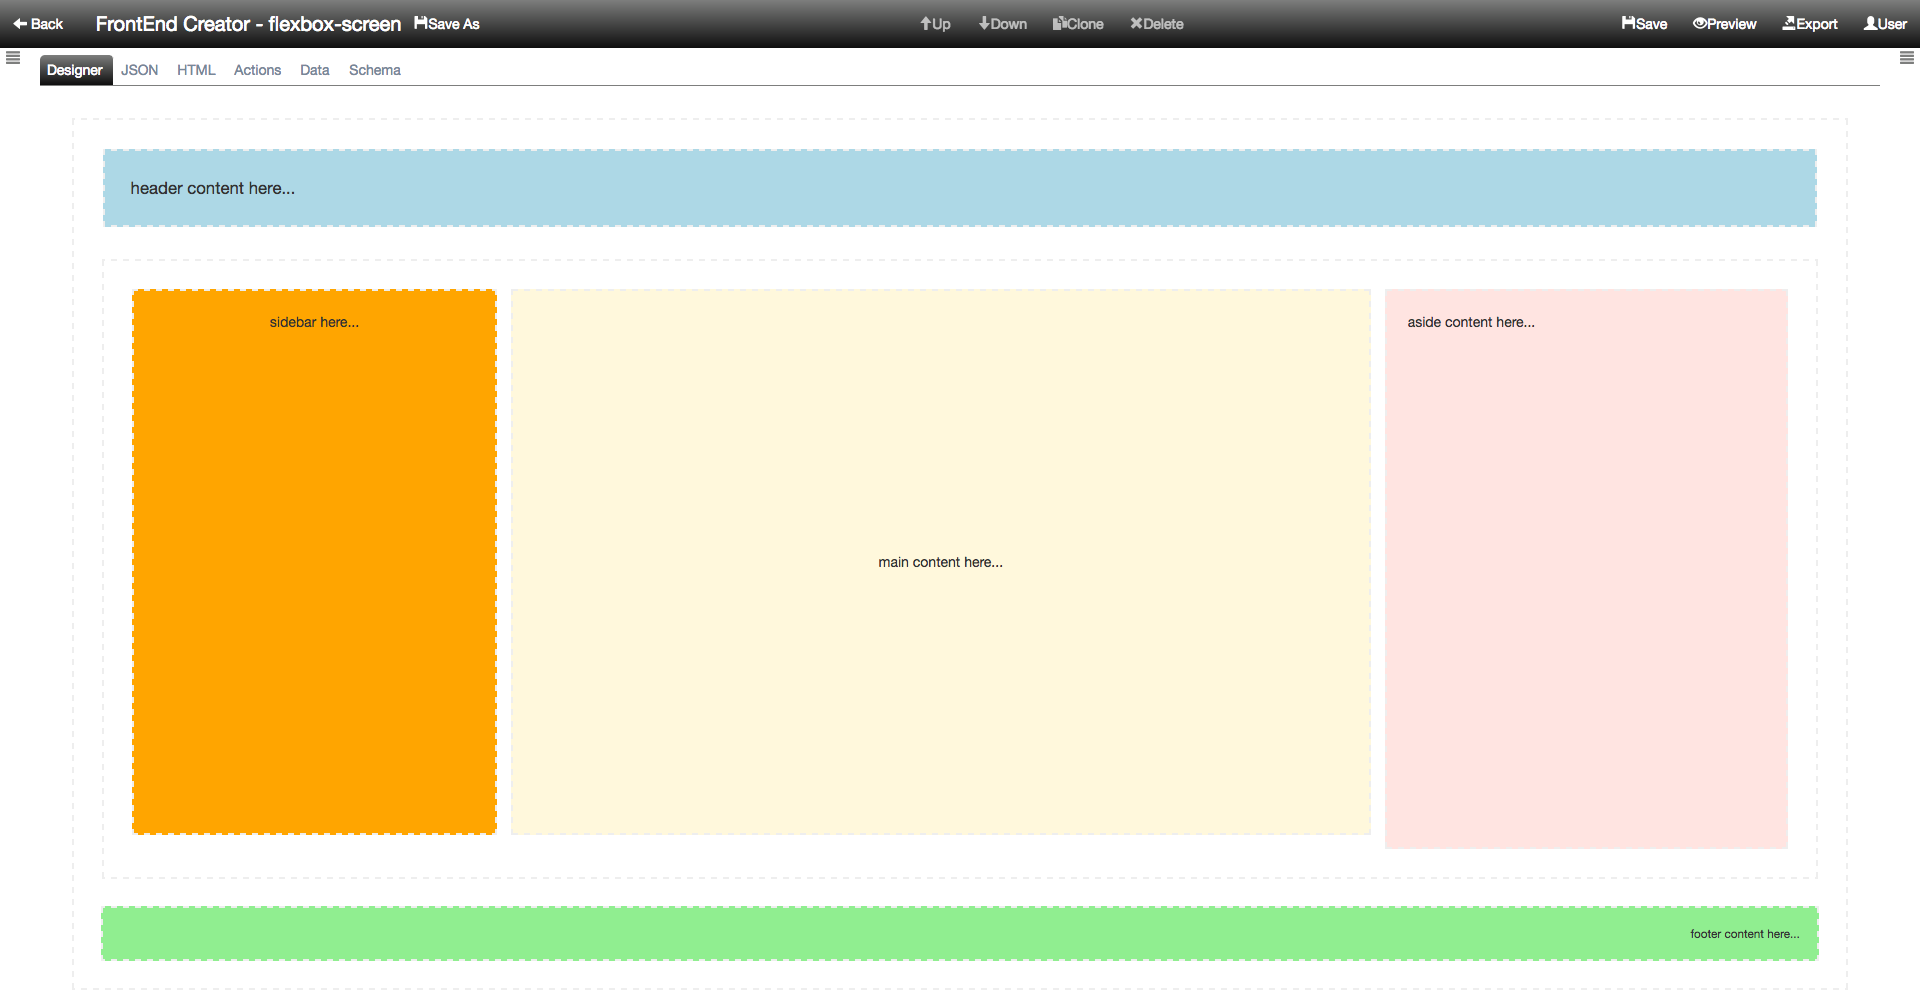 Back FrontEnd Creator - flexbox-screen Save As Up Down Clone Delete Save Preview Export User
Designer JSON HTML Actions Data Schema
header content here...
sidebar here...
aside content here...
main content here...
footer content here...